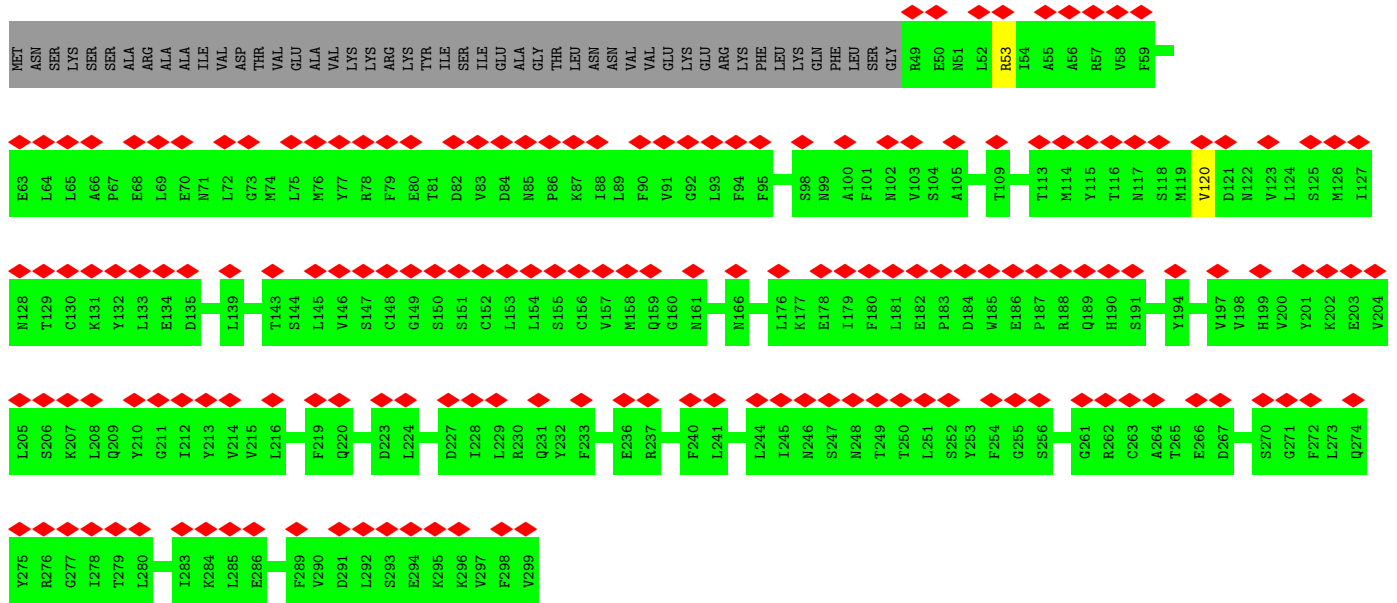 MET ASN SER LYS SER SER ALA ARG ALA ALA ILE VAL ASP THR VAL GLU ALA VAL LYS LYS ARG LYS TYR ILE SER ILE GLU ALA GLY THR LEU ASN ASN VAL VAL GLU LYS GLU ARG LYS PHE LEU LYS GLN PHE LEU SER GLY R49 E50 N51 L52 R53 I54 A55 A56 R57 V58 F59
E63 L64 L65 A66 P67 E68 L69 E70 N71 L72 G73 M74 L75 M76 Y77 R78 F79 E80 T81 D82 V83 D84 N85 P86 K87 I88 L89 F90 V91 G92 L93 F94 F95 S98 N99 A100 F101 N102 V103 S104 A105 T109 T113 M114 Y115 T116 N117 S118 M119 V120 D121 N122 V123 L124 S125 M126 I127
N128 T129 C130 K131 Y132 L133 E134 D135 L139 T143 S144 L145 V146 S147 C148 G149 S150 S151 C152 L153 L154 S155 C156 V157 M158 Q159 G160 N161 N166 L176 K177 E178 I179 F180 L181 E182 P183 D184 W185 E186 P187 R188 Q189 H190 S191 Y194 V197 V198 H199 V200 Y201 K202 E203 V204
L205 S206 K207 L208 Q209 Y210 G211 I212 Y213 V214 V215 L216 F219 Q220 D223 L224 D227 I228 L229 R230 Q231 Y232 F233 E236 R237 F240 L241 L244 I245 N246 S247 N248 T249 T250 L251 S252 Y253 F254 G255 S256 G261 R262 C263 A264 T265 E266 D267 S270 G271 F272 L273 Q274
Y275 R276 G277 I278 T279 L280 I283 K284 L285 E286 F289 V290 D291 L292 S293 E294 K295 K296 V297 F298 V299